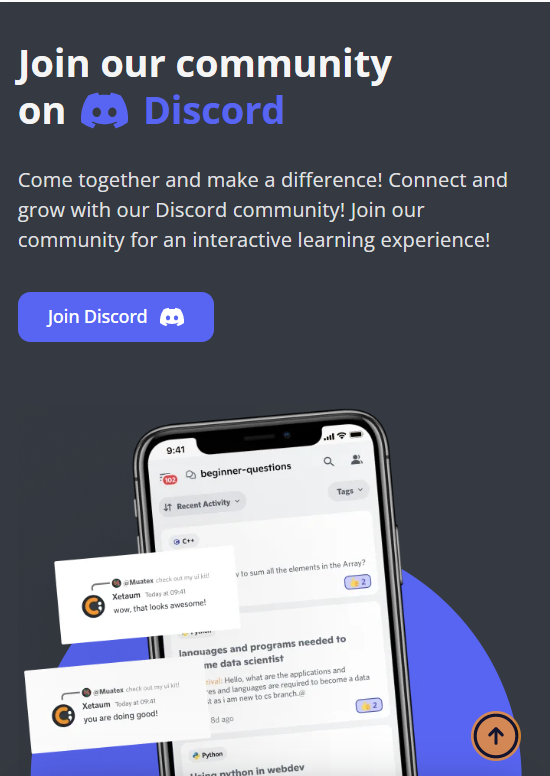 Join our community
on Discord
Come together and make a difference! Connect and
grow with our Discord community! Join our
community for an interactive learning experience!
Join Discord
9:41
102
beginner-questions
Recent Activity
Tags
C++
to sum all the elements in the Array?
2
@Muatex check out my ui kit!
Xetaum Today at 09:41
wow, that looks awesome!
Python
languages and programs needed to
me data scientist
Hello, what are the applications and
res and languages are required to become a data
as i am new to cs branch.@
2
8d ago
@Muatex check out my ui kit!
Xetaum Today at 09:41
you are doing good!
Python
Using python in webdev